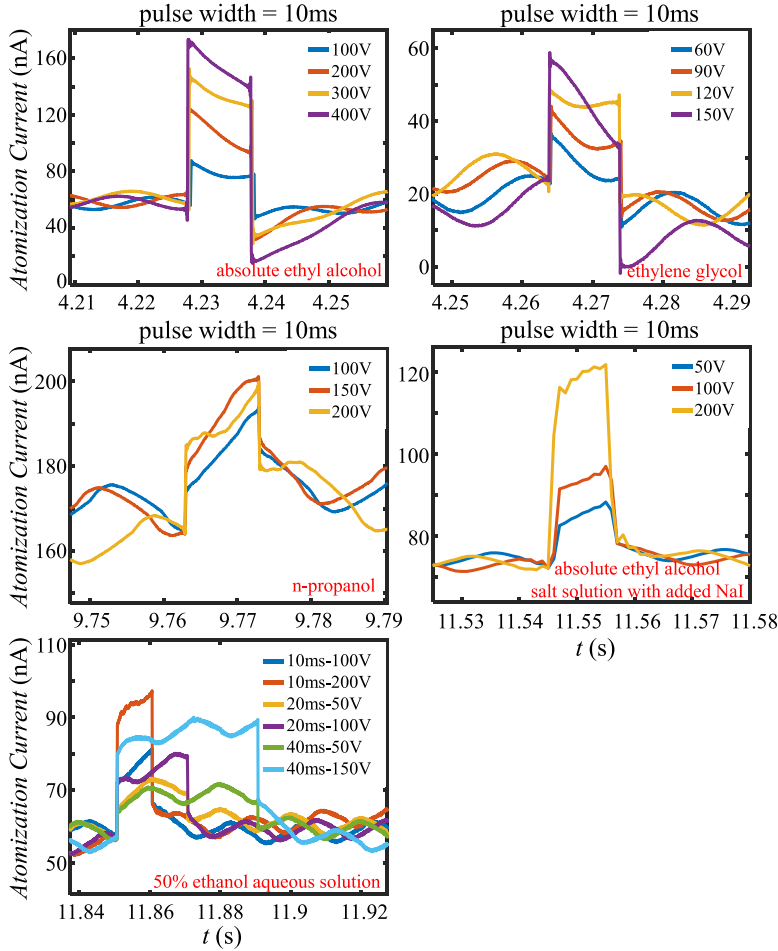 pulse width = 10ms
Atomization Current (nA)
160
120
80
40
0
100V
200V
300V
400V
absolute ethyl alcohol
4.21 4.22 4.23 4.24 4.25
pulse width = 10ms
60
40
20
0
60V
90V
120V
150V
ethylene glycol
4.25 4.26 4.27 4.28 4.29
pulse width = 10ms
Atomization Current (nA)
200
180
160
100V
150V
200V
n-propanol
9.75 9.76 9.77 9.78 9.79
pulse width = 10ms
120
100
80
50V
100V
200V
absolute ethyl alcohol
salt solution with added NaI
11.53 11.54 11.55 11.56 11.57 11.58
t (s)
Atomization Current (nA)
110
90
70
50
10ms-100V
10ms-200V
20ms-50V
20ms-100V
40ms-50V
40ms-150V
50% ethanol aqueous solution
11.84 11.86 11.88 11.9 11.92
t (s)